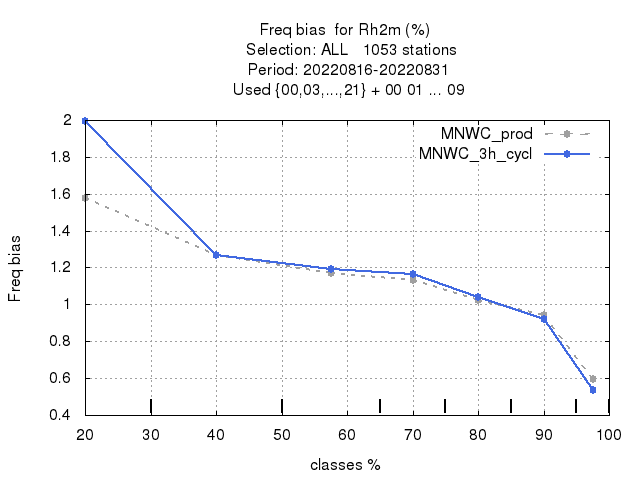 Freq bias  for Rh2m (%)
Selection: ALL   1053 stations
Period: 20220816-20220831
Used {00,03,...,21} + 00 01 ... 09
MNWC_prod
MNWC_3h_cycl
2
1.8
1.6
1.4
1.2
1
0.8
0.6
0.4
Freq bias
20 30 40 50 60 70 80 90 100
classes %